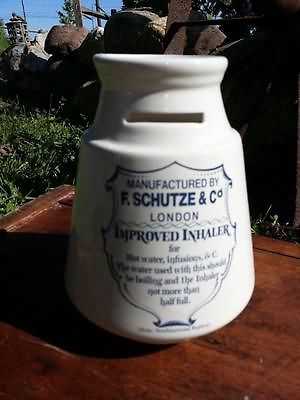 MANUFACTURED BY
F. SCHUTZE & Co
LONDON
IMPROVED INHALER
for
Hot water, infusions, & C.
The water used with this should
be boiling and the Inhaler
not more than
half full.